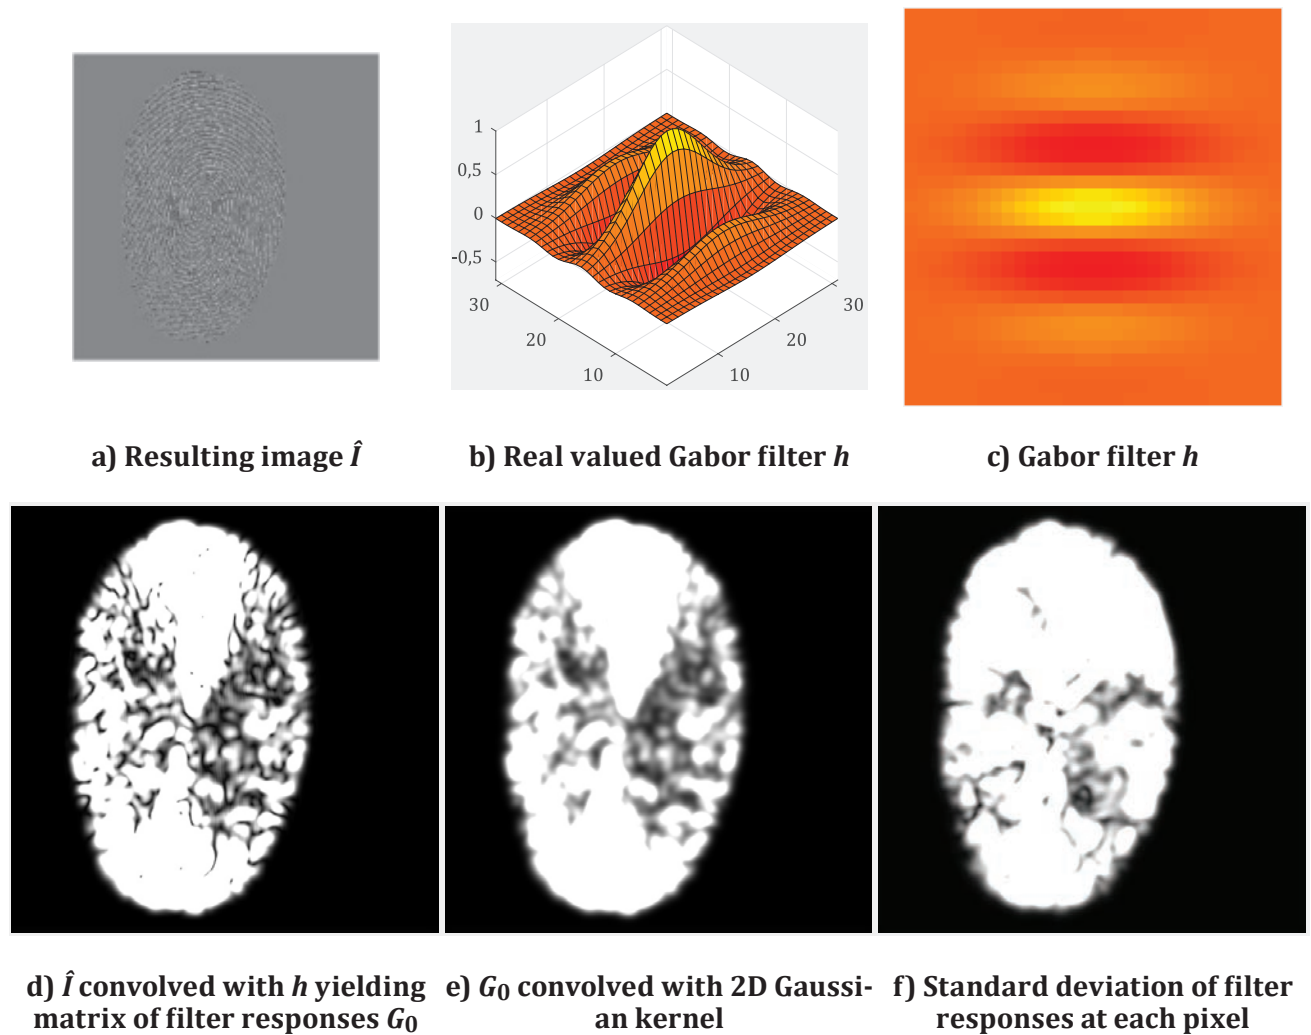 1
0,5
0
-0,5
30
20
10
10
20
30
a) Resulting image Î
b) Real valued Gabor filter h
c) Gabor filter h
d) Î convolved with h yielding
matrix of filter responses G0
e) G0 convolved with 2D Gaussi-
an kernel
f) Standard deviation of filter
responses at each pixel